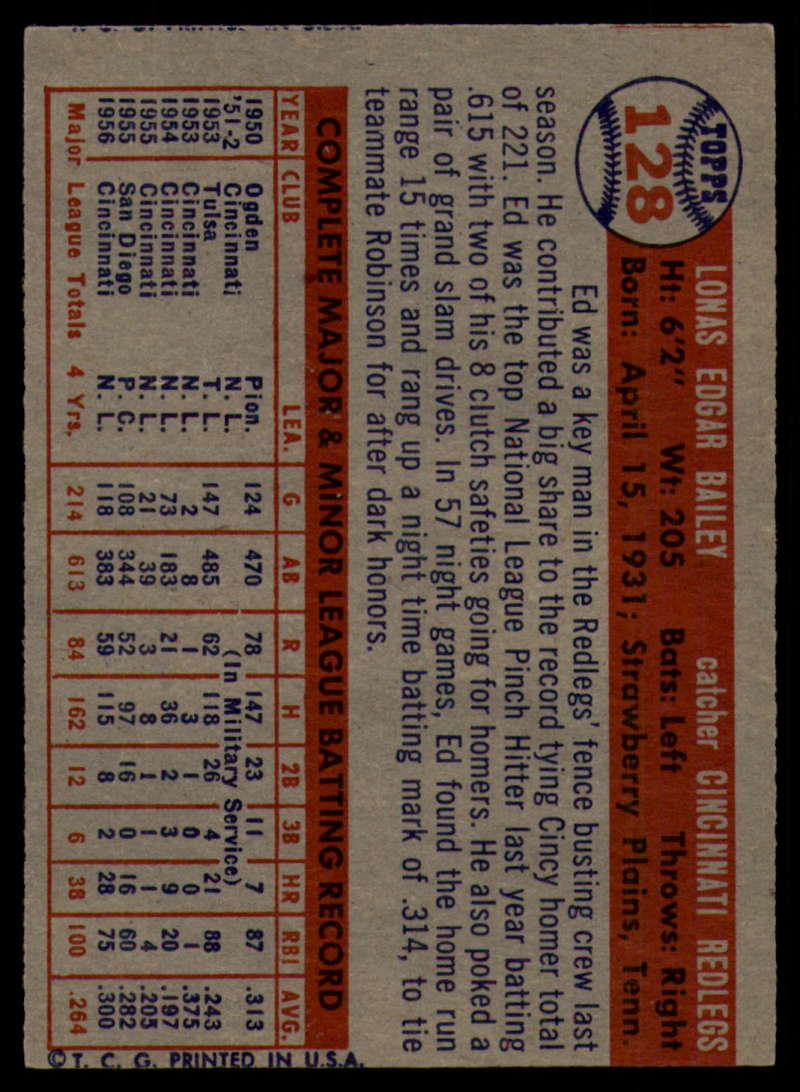 TOPPS
128
LONAS EDGAR BAILEY catcher CINCINNATI REDLEGS
Ht: 6'2" Wt: 205 Bats: Left Throws: Right
Born: April 15, 1931; Strawberry Plains, Tenn.
Ed was a key man in the Redlegs' fence busting crew last
season. He contributed a big share to the record tying Cincy homer total
of 221. Ed was the top National League Pinch Hitter last year batting
.615 with two of his 8 clutch safeties going for homers. He also poked a
pair of grand slam drives. In 57 night games, Ed found the home run
range 15 times and rang up a night time batting mark of .314, to tie
teammate Robinson for after dark honors.
COMPLETE MAJOR & MINOR LEAGUE BATTING RECORD
YEAR CLUB LEA. G AB R H 2B 3B HR RBI AVG.
1950 Ogden Pion. 124 470 78 147 23 11 7 87 .313
'51-2 Cincinnati N. L. (In Military Service)
1953 Tulsa T. L. 147 485 62 118 26 4 21 88 .243
1953 Cincinnati N. L. 2 8 1 3 1 0 0 1 .375
1954 Cincinnati N. L. 73 183 21 36 2 3 9 20 .197
1955 Cincinnati N. L. 21 39 3 8 1 1 1 4 .205
1955 San Diego P. C. 108 344 52 97 16 0 16 60 .282
1956 Cincinnati N. L. 118 383 59 115 8 2 28 75 .300
Major League Totals 4 Yrs. 214 613 84 162 12 6 38 100 .264
© T. C. G. PRINTED IN U.S.A.